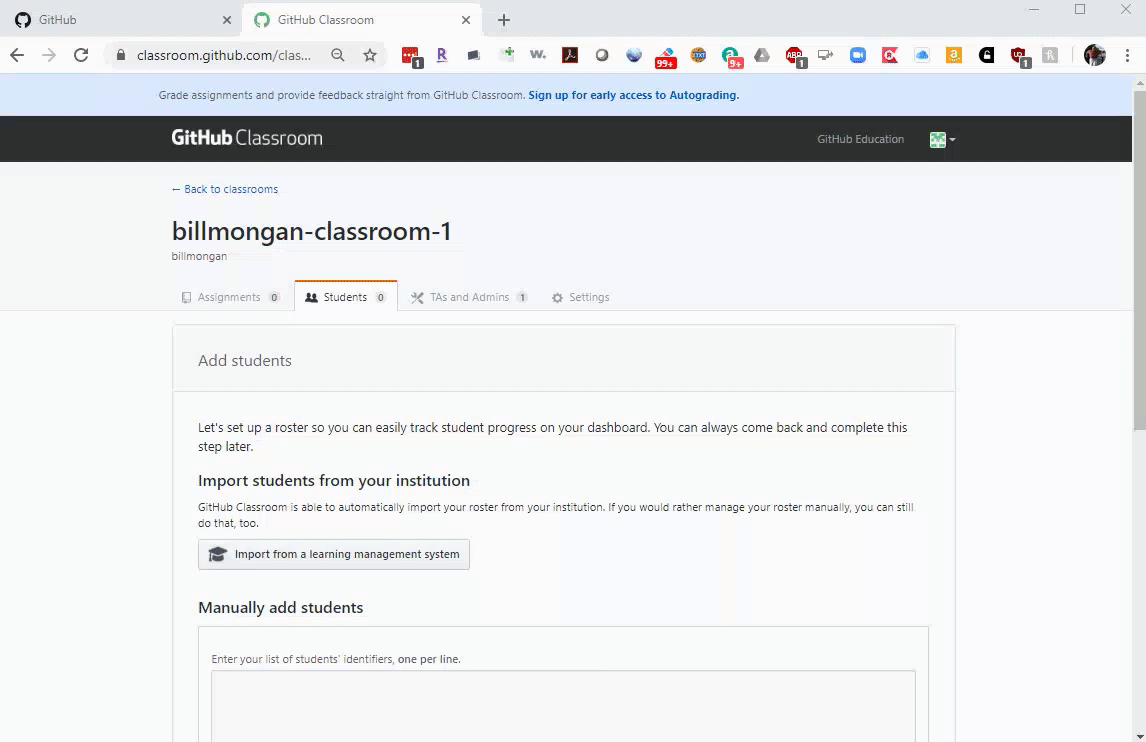 GitHub
GitHub Classroom
classroom.github.com/clas...
1
R
W.
99+
TXT
a
9+
ABP
1
a
1
Grade assignments and provide feedback straight from GitHub Classroom. Sign up for early access to Autograding.
GitHub Classroom
GitHub Education
← Back to classrooms
billmongan-classroom-1
billmongan
Assignments 0
Students 0
TAs and Admins 1
Settings
Add students
Let's set up a roster so you can easily track student progress on your dashboard. You can always come back and complete this
step later.
Import students from your institution
GitHub Classroom is able to automatically import your roster from your institution. If you would rather manage your roster manually, you can still
do that, too.
Import from a learning management system
Manually add students
Enter your list of students' identifiers, one per line.